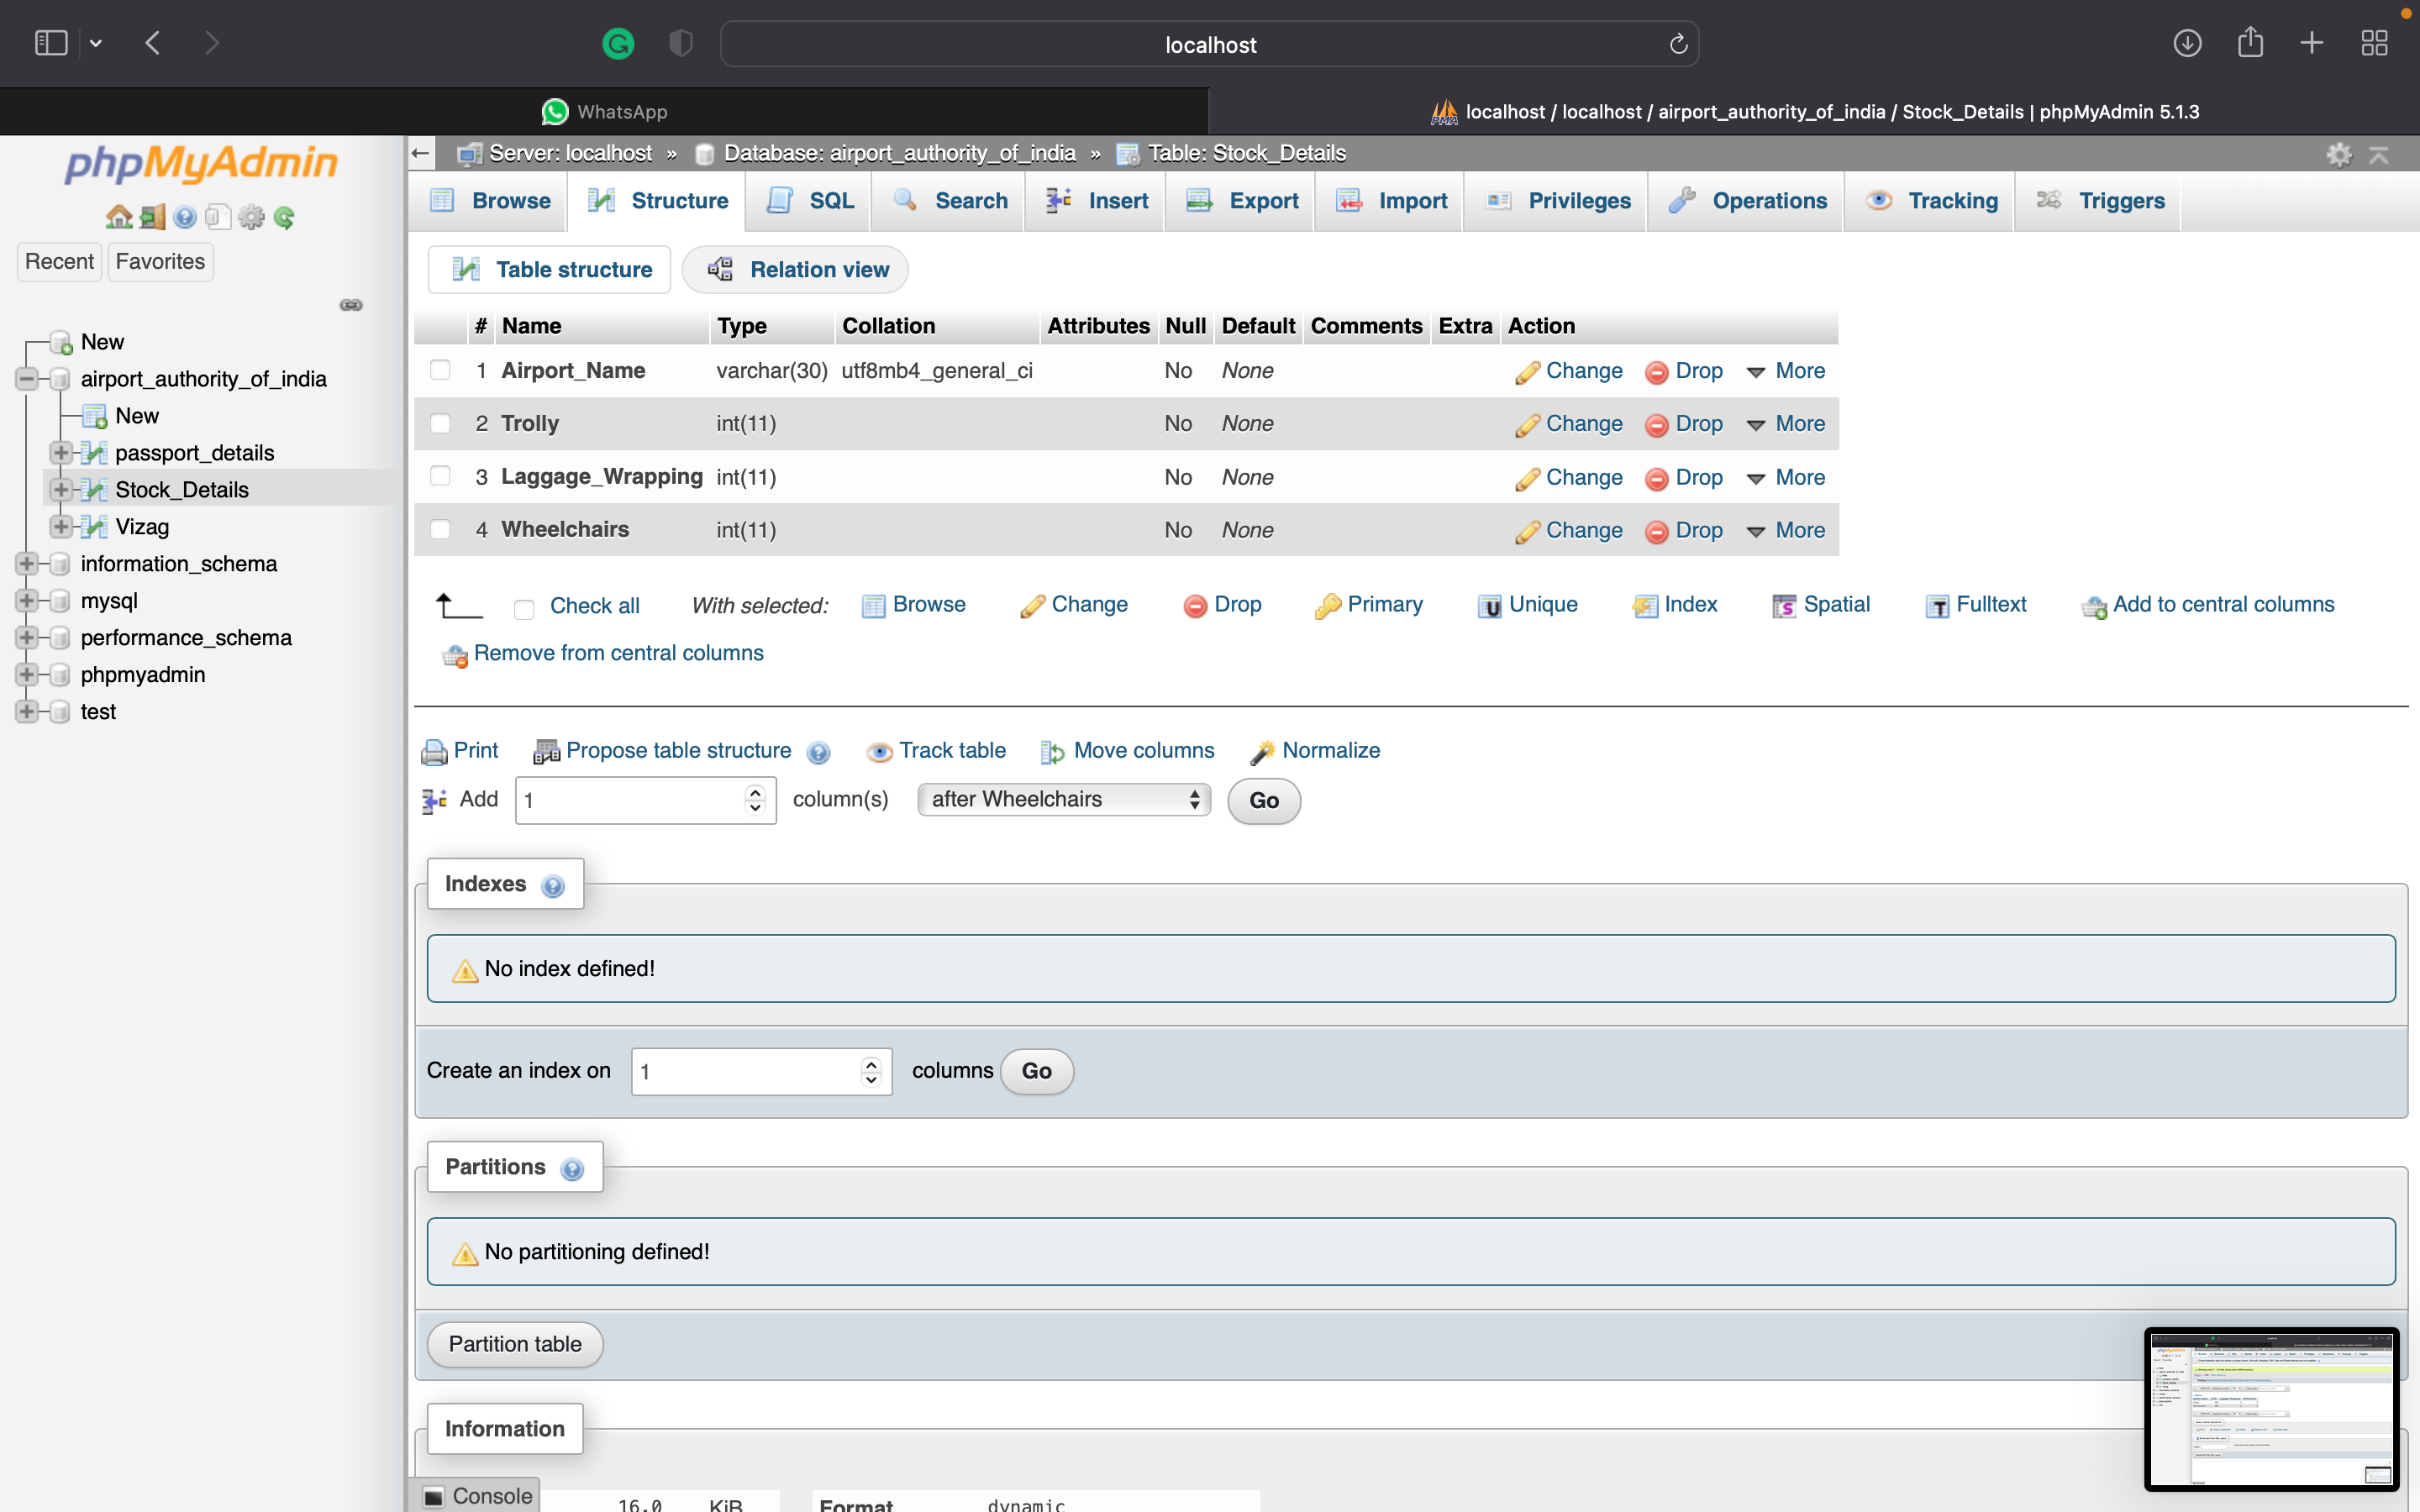 localhost
WhatsApp
localhost / localhost / airport_authority_of_india / Stock_Details | phpMyAdmin 5.1.3
phpMyAdmin
Recent Favorites
New
airport_authority_of_india
New
passport_details
Stock_Details
Vizag
information_schema
mysql
performance_schema
phpmyadmin
test
Server: localhost » Database: airport_authority_of_india » Table: Stock_Details
Browse Structure SQL Search Insert Export Import Privileges Operations Tracking Triggers
Table structure Relation view
# Name Type Collation Attributes Null Default Comments Extra Action
1 Airport_Name varchar(30) utf8mb4_general_ci No None Change Drop More
2 Trolly int(11) No None Change Drop More
3 Laggage_Wrapping int(11) No None Change Drop More
4 Wheelchairs int(11) No None Change Drop More
Check all With selected: Browse Change Drop Primary Unique Index Spatial Fulltext Add to central columns
Remove from central columns
Print Propose table structure Track table Move columns Normalize
Add 1 column(s) after Wheelchairs Go
Indexes
No index defined!
Create an index on 1 columns Go
Partitions
No partitioning defined!
Partition table
Information
Console
16.0 KiB Format dynamic